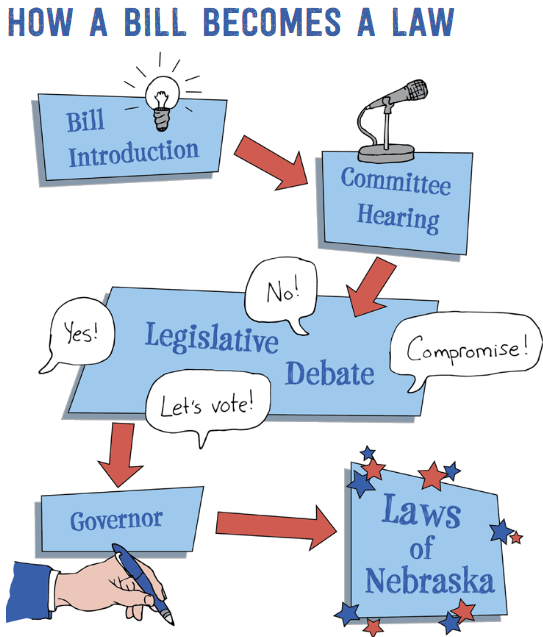 HOW A BILL BECOMES A LAW
Bill
Introduction
Committee
Hearing
No!
Yes!
Legislative
Debate
Compromise!
Let's vote!
Governor
Laws
of
Nebraska